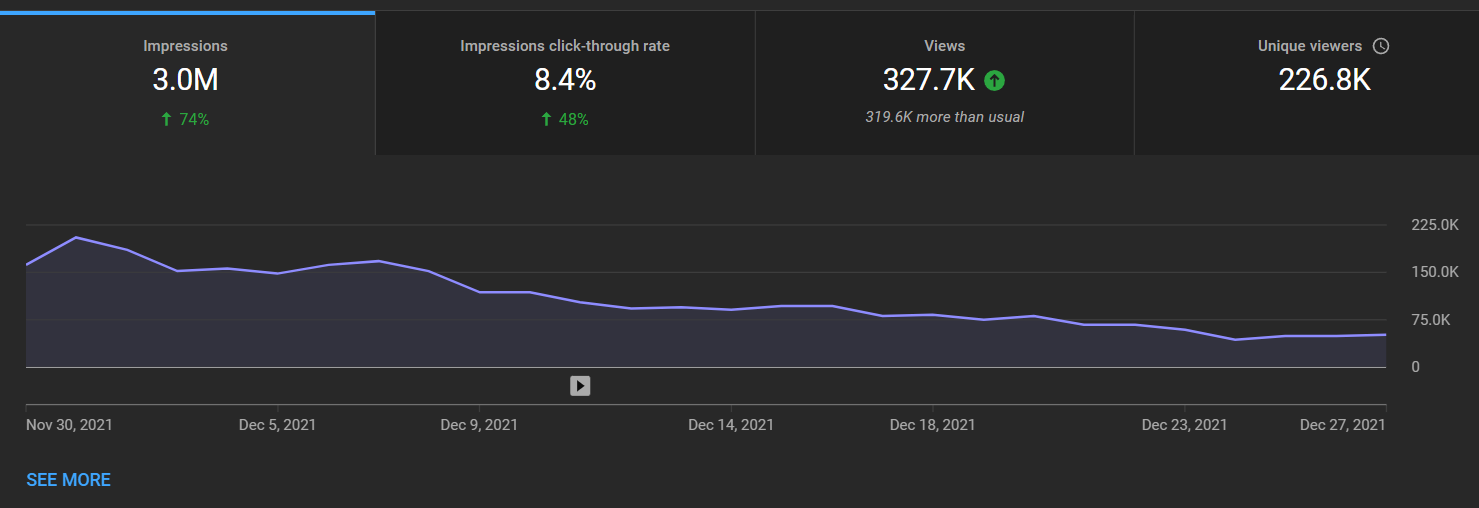 Impressions
3.0M
74%
Impressions click-through rate
8.4%
48%
Views
327.7K
319.6K more than usual
Unique viewers
226.8K
225.0K
150.0K
75.0K
0
Nov 30, 2021 Dec 5, 2021 Dec 9, 2021 Dec 14, 2021 Dec 18, 2021 Dec 23, 2021 Dec 27, 2021
SEE MORE